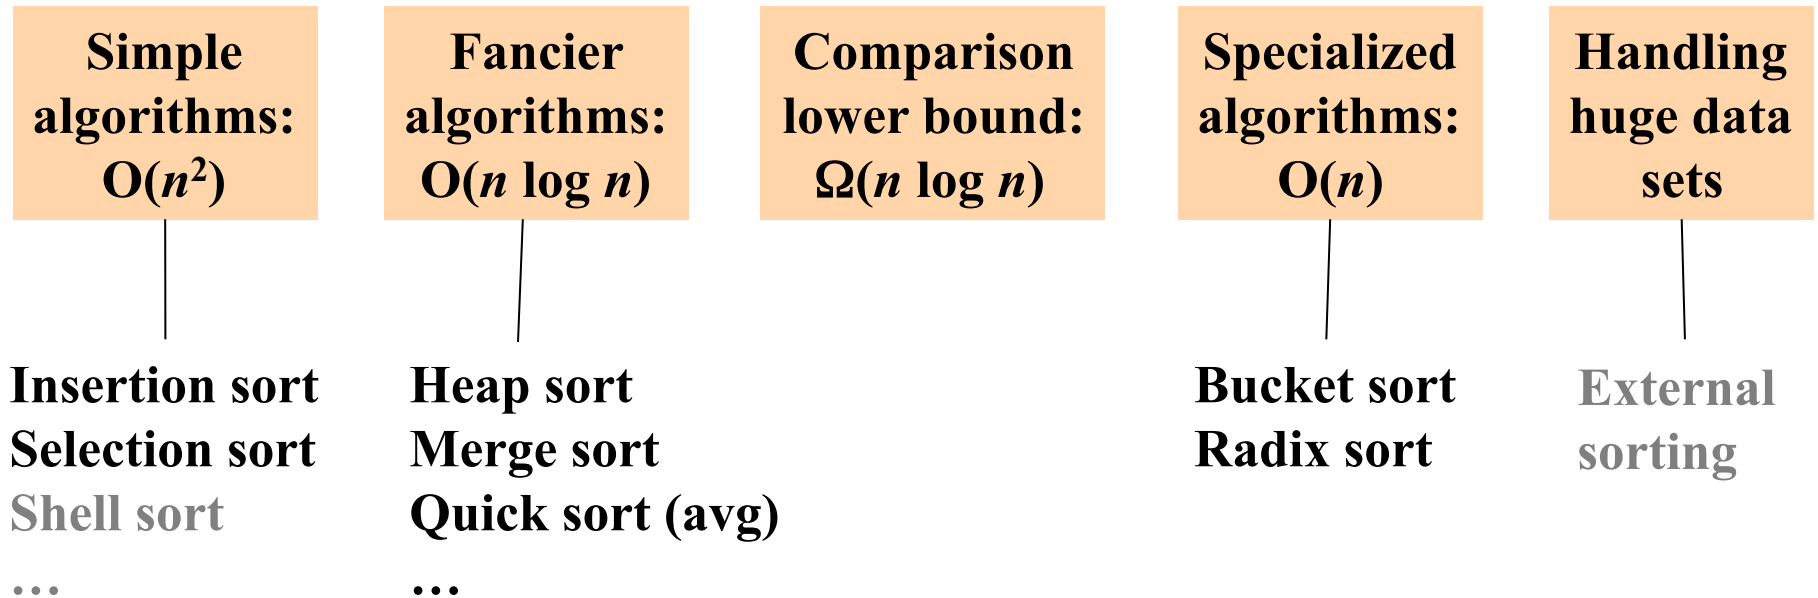 Simple
algorithms:
O(n²)
Fancier
algorithms:
O(n log n)
Comparison
lower bound:
Ω(n log n)
Specialized
algorithms:
O(n)
Handling
huge data
sets
Insertion sort
Selection sort
Shell sort
…
Heap sort
Merge sort
Quick sort (avg)
…
Bucket sort
Radix sort
External
sorting